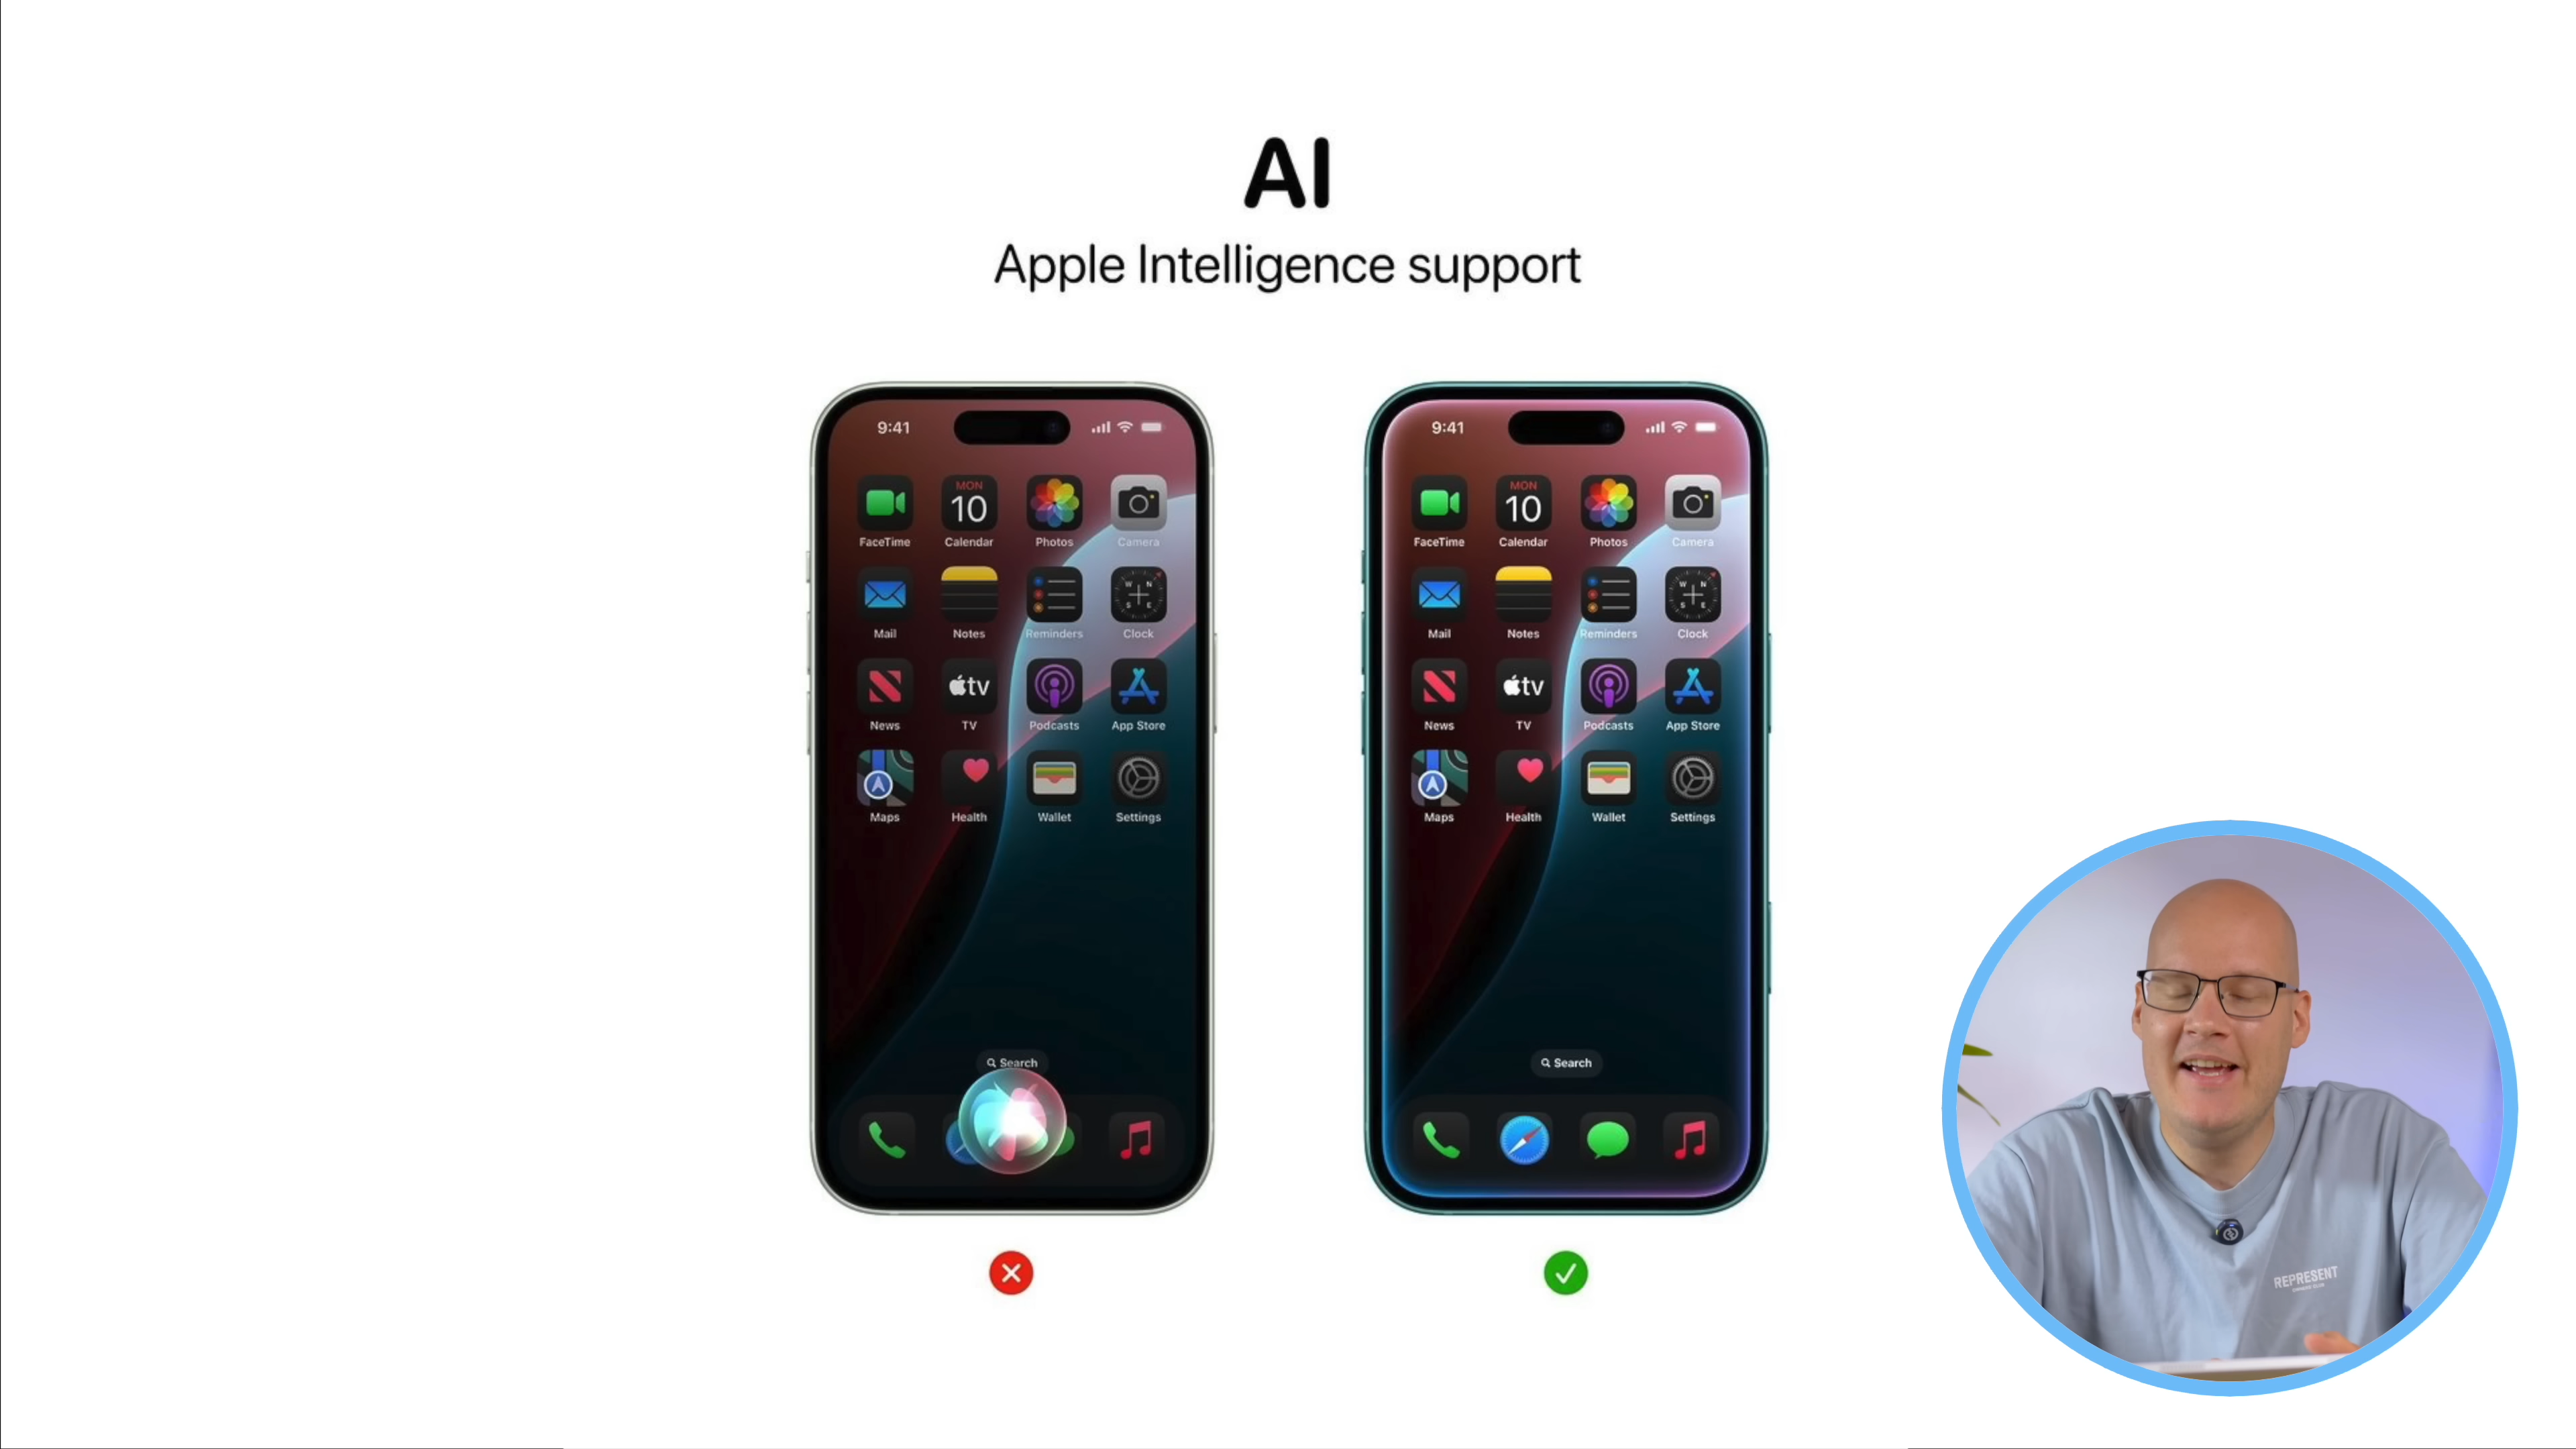 AI
Apple Intelligence support
9:41
MON
10
FaceTime Calendar Photos Camera
W N
S E
Mail Notes Reminders Clock
tv
News TV Podcasts App Store
Maps Health Wallet Settings
Search
9:41
MON
10
FaceTime Calendar Photos Camera
W N
S E
Mail Notes Reminders Clock
tv
News TV Podcasts App Store
Maps Health Wallet Settings
Search
REPRESENT